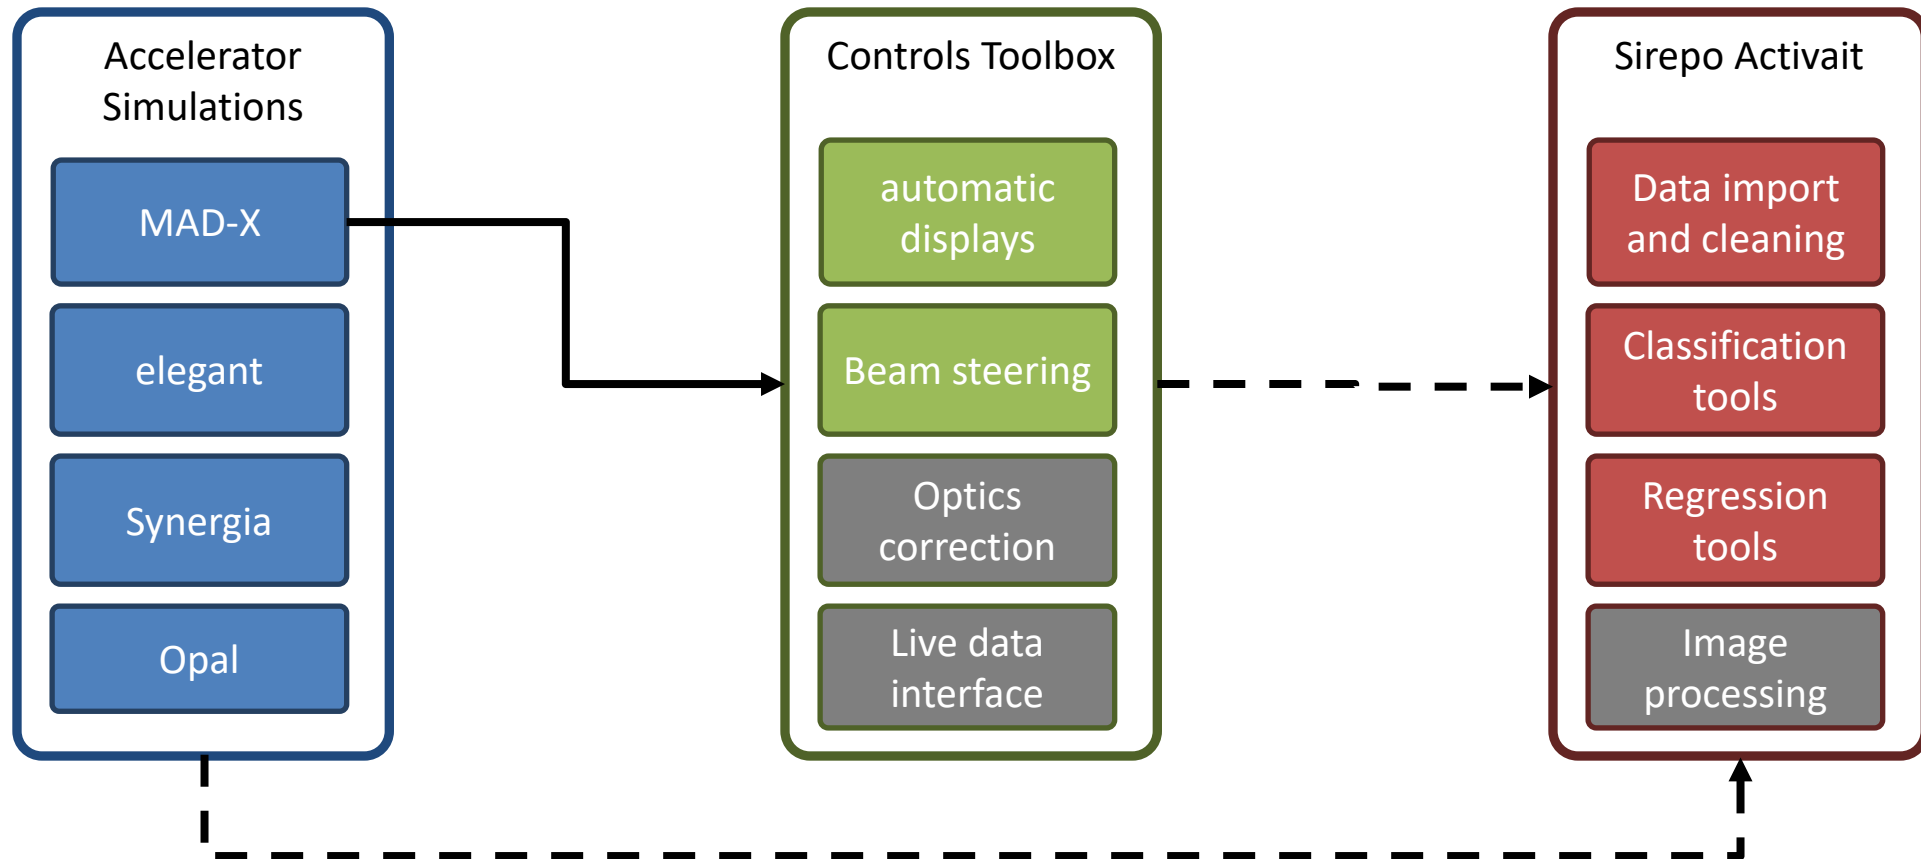 Accelerator
Simulations
MAD-X
elegant
Synergia
Opal
Controls Toolbox
automatic
displays
Beam steering
Optics
correction
Live data
interface
Sirepo Activait
Data import
and cleaning
Classification
tools
Regression
tools
Image
processing